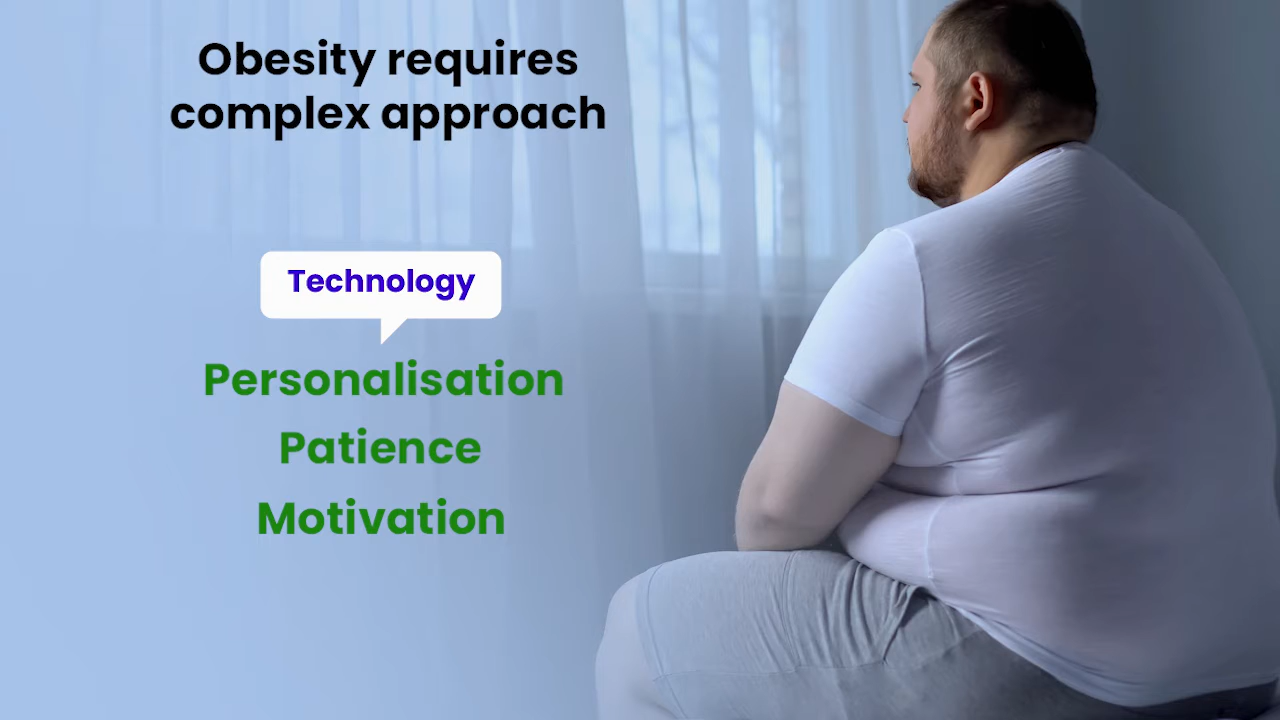 Obesity requires
complex approach
Technology
Personalisation
Patience
Motivation